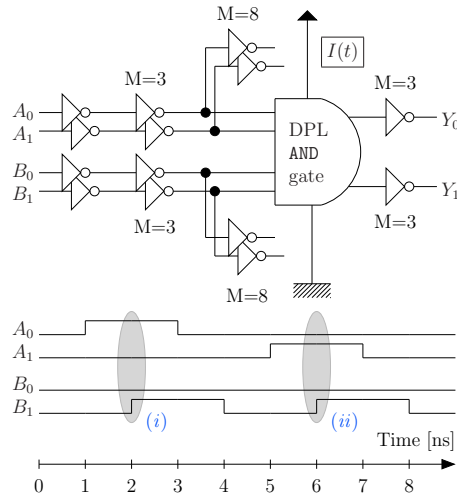 M=8
I(t)
M=3
M=3
A0
A1
DPL
AND
gate
Y0
B0
B1
Y1
M=3
M=3
M=8
A0
A1
B0
B1
(i)
(ii)
Time [ns]
0 1 2 3 4 5 6 7 8